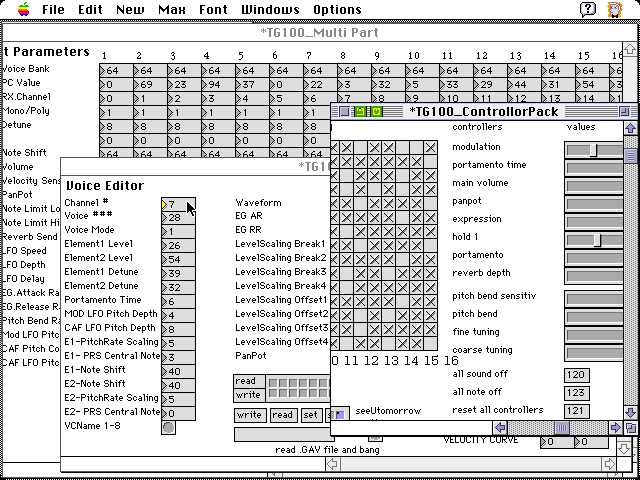 File Edit New Max Font Windows Options
*TG100_Multi Part
t Parameters 1 2 3 4 5 6 7 8 9 10 11 12 13 14 15 16
Voice Bank 64 64 64 64 64 64 64 64 64 64 64 64 64 64 64
PC Value 0 69 23 94 37 0 22 3 32 5 33 29 44 31 54
RX.Channel 0 1 2 3 4 5 6 7 8 9 10 11 12 13 14
Mono/Poly 1 1 1 1 1 1
Detune 8 8 8 8 8 8
0 0 0 0 0 0
Note Shift 64 64 64 64 64 64
Volume
Velocity Sens
PanPot
Note Limit Lo
Note Limit Hi
Reverb Send
LFO Speed
LFO Depth
LFO Delay
EG.Attack Ra
EG.Release R
Pitch Bend Ra
Mod LFO Pitc
CAF Pitch Co
CAF LFO Pitc
*TG10
Voice Editor
Channel # 7
Voice ### 28
Voice Mode 1
Element1 Level 26
Element2 Level 54
Element1 Detune 39
Element2 Detune 32
Portamento Time 6
MOD LFO Pitch Depth 4
CAF LFO Pitch Depth 8
E1-PitchRate Scaling 5
E1- PRS Central Note 3
E1-Note Shift 40
E2-Note Shift 40
E2-PitchRate Scaling 5
E2- PRS Central Note 0
VCName 1-8
Waveform
EG AR
EG RR
LevelScaling Break1
LevelScaling Break2
LevelScaling Break3
LevelScaling Break4
LevelScaling Offset1
LevelScaling Offset2
LevelScaling Offset3
LevelScaling Offset4
PanPot
read
write
write read set s
read .GAV file and bang
VELOCITY CURVE 0 0
*TG100_ControllorPack
controllers values
modulation
portamento time
main volume
panpot
expression
hold 1
portamento
reverb depth
pitch bend sensitiv
pitch bend
fine tuning
coarse tuning
0 11 12 13 14 15 16
all sound off 120
all note off 123
reset all controllers 121
seeUtomorrow